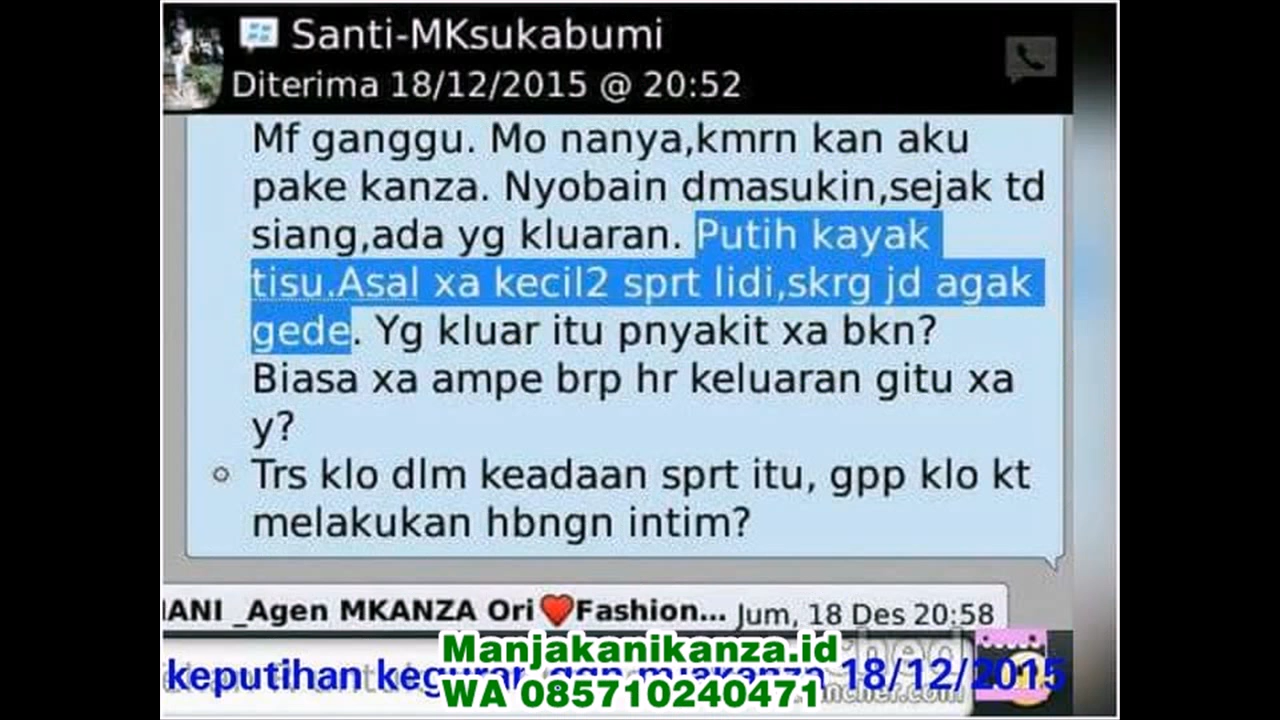 Santi-MKsukabumi
Diterima 18/12/2015 @ 20:52
Mf ganggu. Mo nanya,kmrn kan aku
pake kanza. Nyobain dmasukin,sejak td
siang,ada yg kluaran. Putih kayak
tisu.Asal xa kecil2 sprt lidi,skrg jd agak
gede. Yg kluar itu pnyakit xa bkn?
Biasa xa ampe brp hr keluaran gitu xa
y?
Trs klo dlm keadaan sprt itu, gpp klo kt
melakukan hbngn intim?
IANI _Agen MKANZA Ori❤Fashion... Jum, 18 Des 20:58
Manjakanikanza.id
keputihan 18/12/2015
WA 085710240471